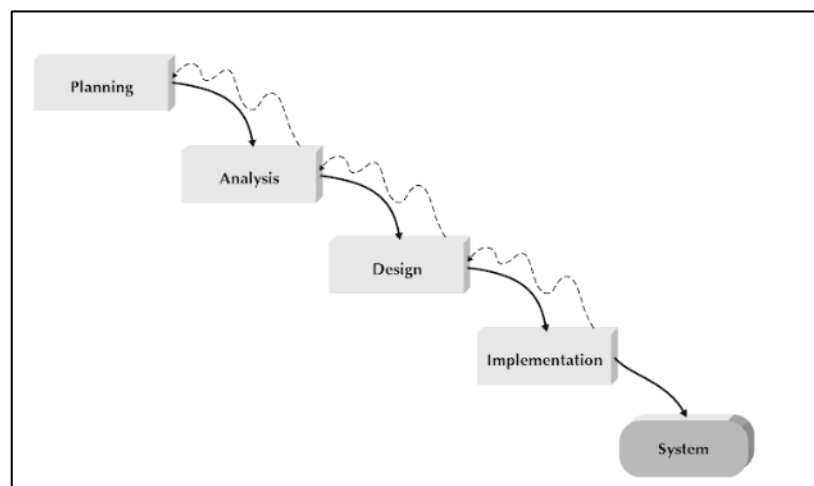 Planning
Analysis
Design
Implementation
System